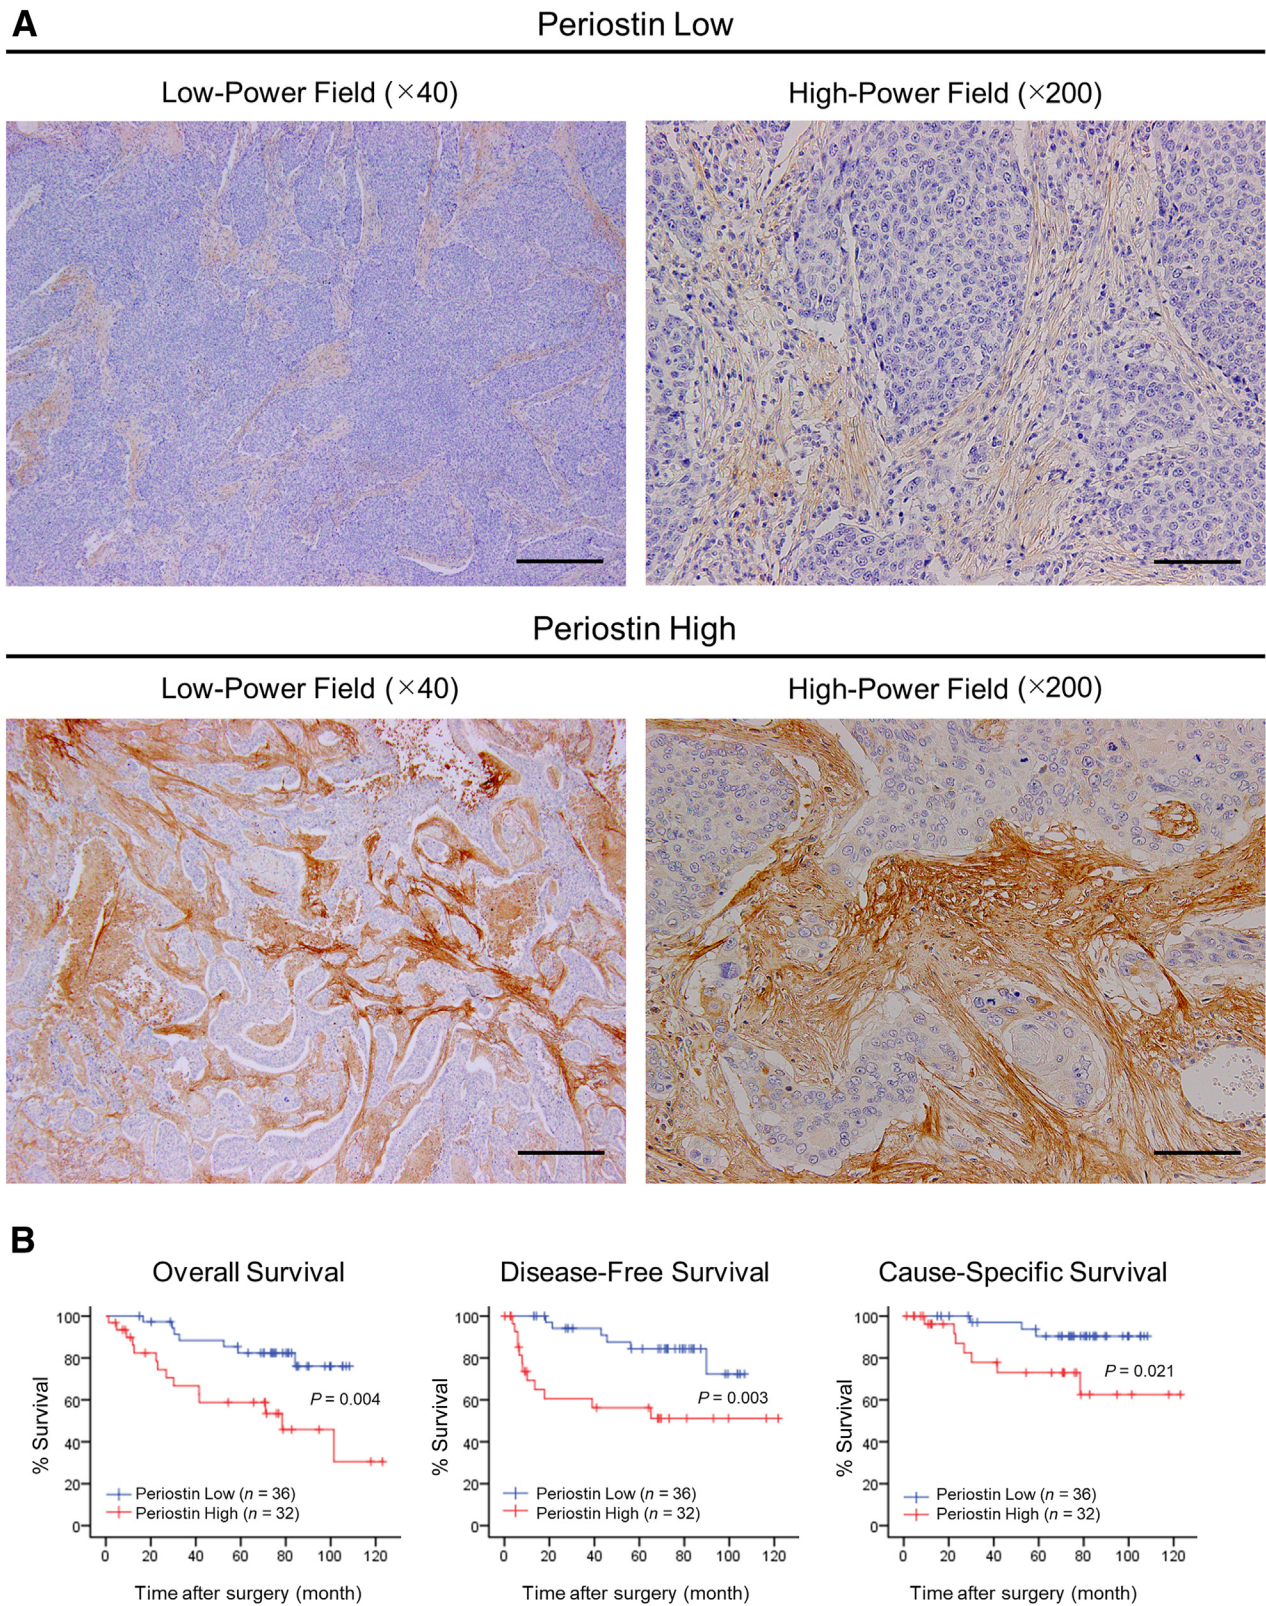 A
Periostin Low
Low-Power Field (×40)
High-Power Field (×200)
Periostin High
Low-Power Field (×40)
High-Power Field (×200)
B
Overall Survival
% Survival
100
80
60
40
20
0
P = 0.004
Periostin Low (n = 36)
Periostin High (n = 32)
0 20 40 60 80 100 120
Time after surgery (month)
Disease-Free Survival
% Survival
100
80
60
40
20
0
P = 0.003
Periostin Low (n = 36)
Periostin High (n = 32)
0 20 40 60 80 100 120
Time after surgery (month)
Cause-Specific Survival
% Survival
100
80
60
40
20
0
P = 0.021
Periostin Low (n = 36)
Periostin High (n = 32)
0 20 40 60 80 100 120
Time after surgery (month)